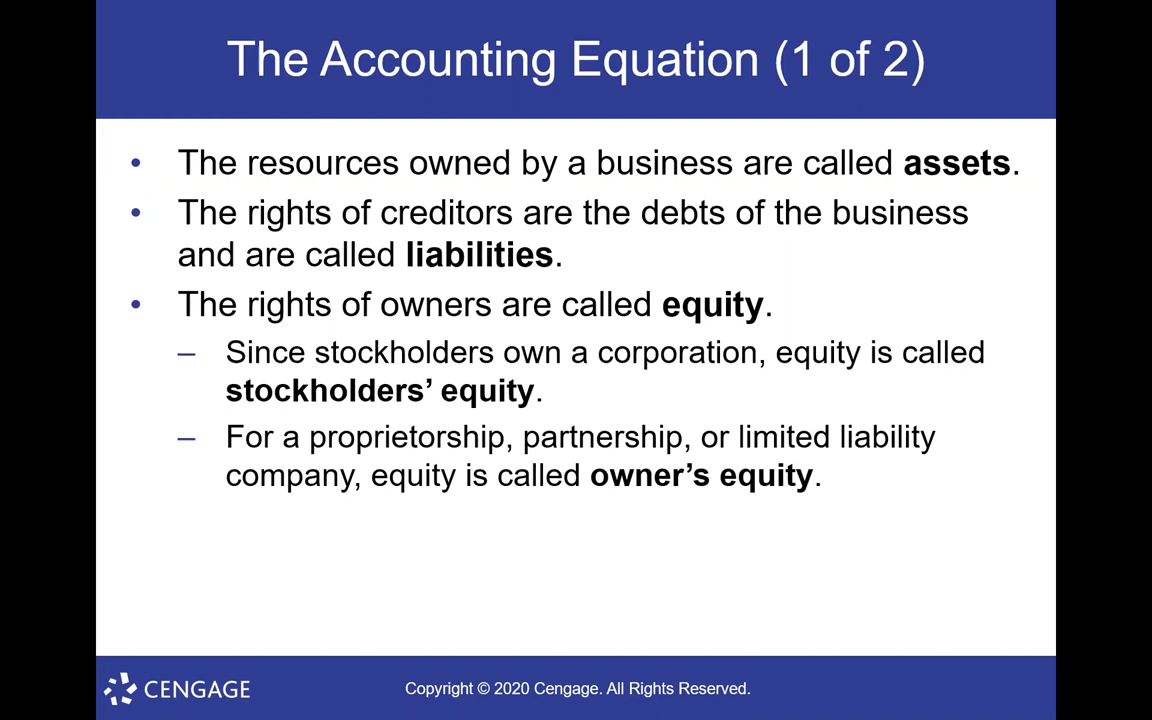 The Accounting Equation (1 of 2)
• The resources owned by a business are called assets.
• The rights of creditors are the debts of the business
and are called liabilities.
• The rights of owners are called equity.
– Since stockholders own a corporation, equity is called
stockholders’ equity.
– For a proprietorship, partnership, or limited liability
company, equity is called owner’s equity.
CENGAGE
Copyright © 2020 Cengage. All Rights Reserved.